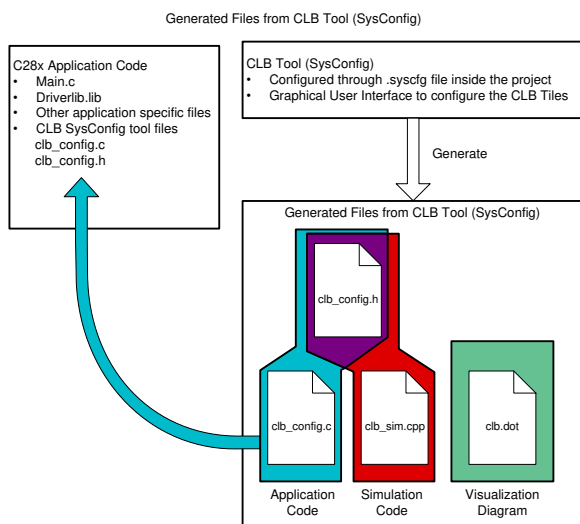 Generated Files from CLB Tool (SysConfig)
C28x Application Code
• Main.c
• Driverlib.lib
• Other application specific files
• CLB SysConfig tool files
clb_config.c
clb_config.h
CLB Tool (SysConfig)
• Configured through .syscfg file inside the project
• Graphical User Interface to configure the CLB Tiles
Generate
Generated Files from CLB Tool (SysConfig)
clb_config.h
clb_config.c
clb_sim.cpp
clb.dot
Application
Code
Simulation
Code
Visualization
Diagram